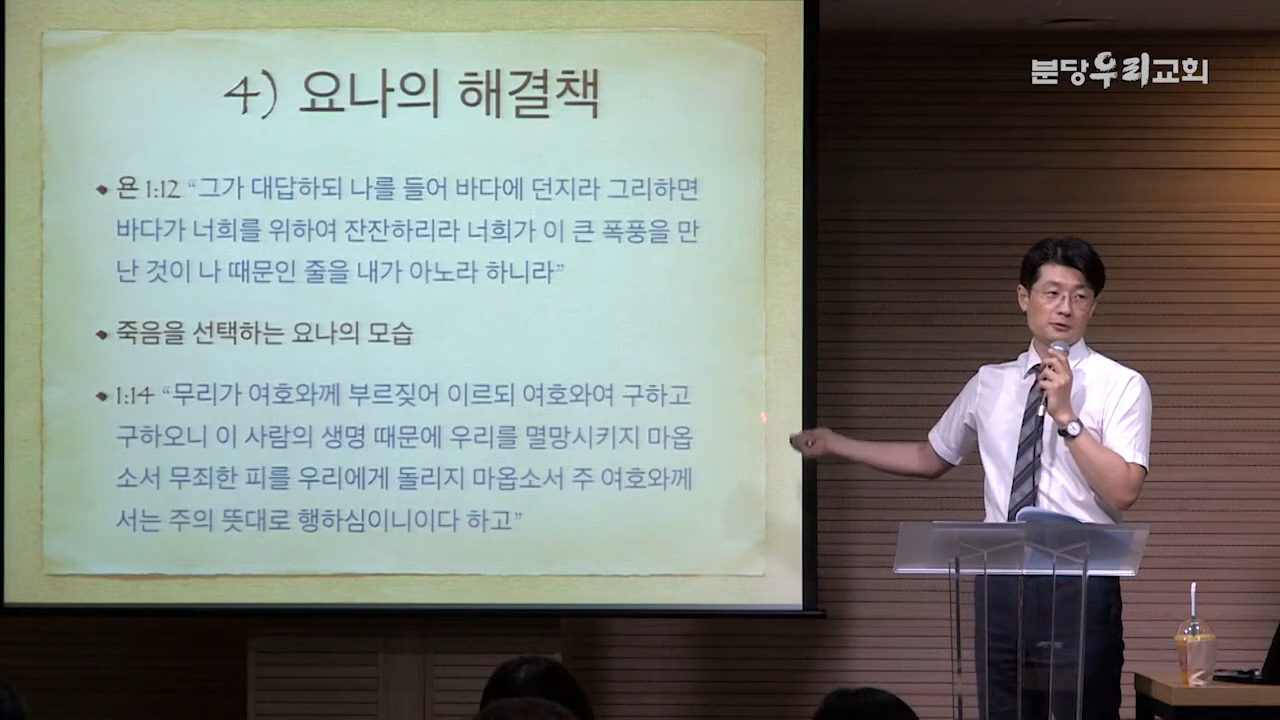 분당우리교회
4) 요나의 해결책
욘 1:12 “그가 대답하되 나를 들어 바다에 던지라 그리하면
바다가 너희를 위하여 잔잔하리라 너희가 이 큰 폭풍을 만
난 것이 나 때문인 줄을 내가 아노라 하니라”
죽음을 선택하는 요나의 모습
1:14 “무리가 여호와께 부르짖어 이르되 여호와여 구하고
구하오니 이 사람의 생명 때문에 우리를 멸망시키지 마옵
소서 무죄한 피를 우리에게 돌리지 마옵소서 주 여호와께
서는 주의 뜻대로 행하심이니이다 하고”